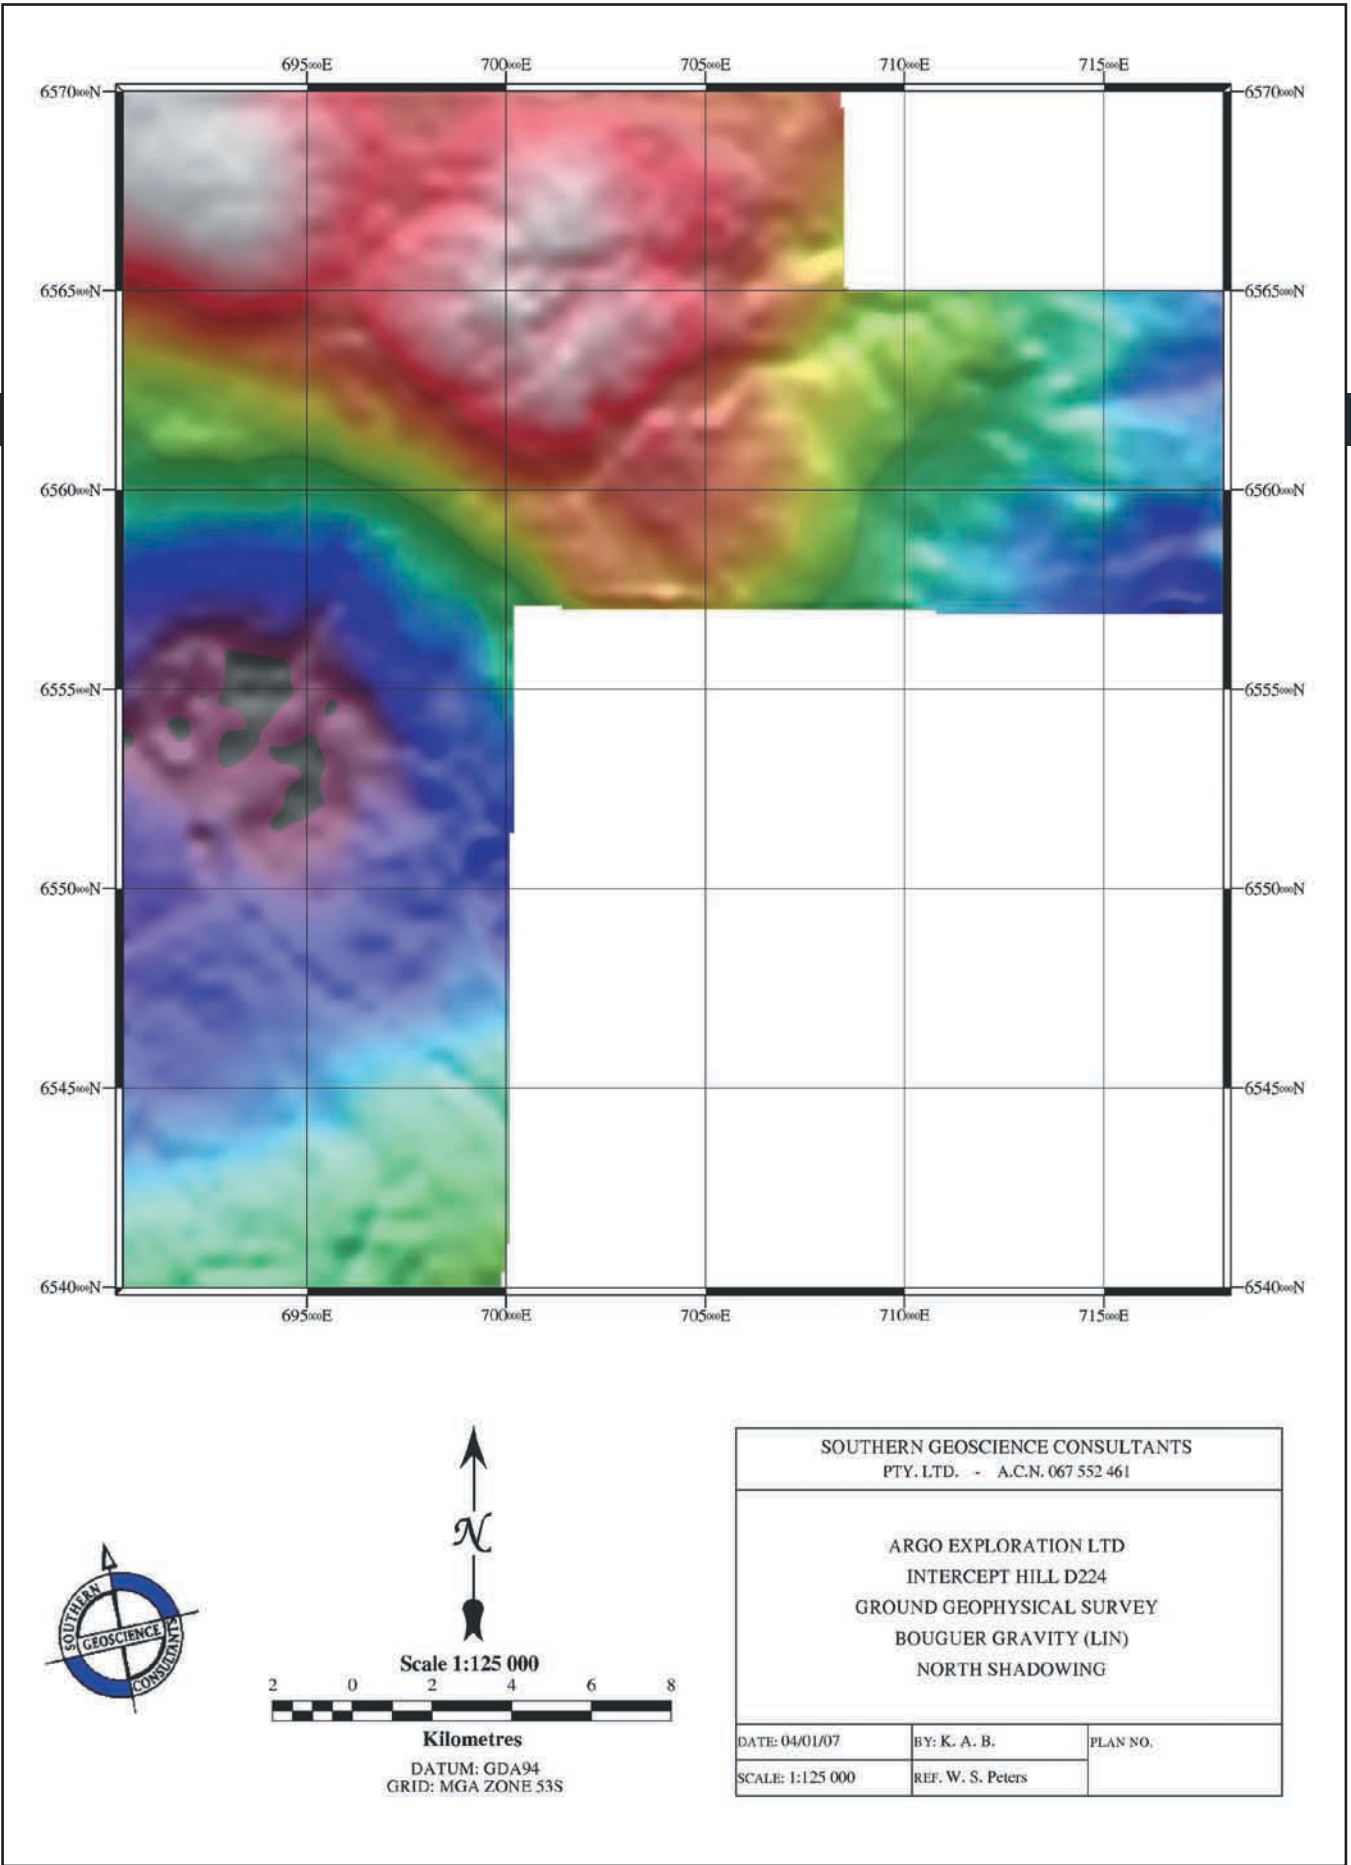 695000E 700000E 705000E 710000E 715000E
6570000N 6570000N
6565000N 6565000N
6560000N 6560000N
6555000N 6555000N
6550000N 6550000N
6545000N 6545000N
6540000N 6540000N
695000E 700000E 705000E 710000E 715000E
N
Scale 1:125 000
2 0 2 4 6 8
Kilometres
DATUM: GDA94
GRID: MGA ZONE 53S
SOUTHERN
GEOSCIENCE
CONSULTANTS
SOUTHERN GEOSCIENCE CONSULTANTS
PTY. LTD. - A.C.N. 067 552 461
ARGO EXPLORATION LTD
INTERCEPT HILL D224
GROUND GEOPHYSICAL SURVEY
BOUGUER GRAVITY (LIN)
NORTH SHADOWING
DATE: 04/01/07 BY: K. A. B. PLAN NO.
SCALE: 1:125 000 REF. W. S. Peters